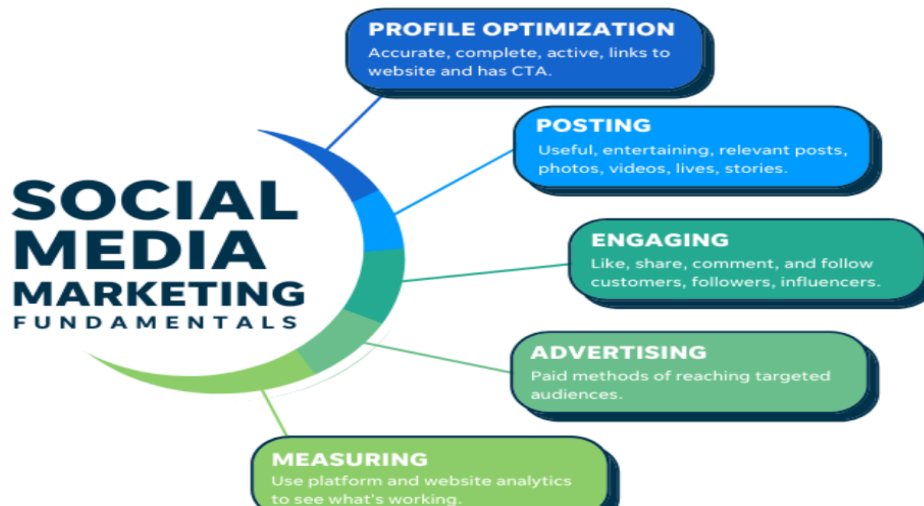 PROFILE OPTIMIZATION
Accurate, complete, active, links to
website and has CTA.
POSTING
Useful, entertaining, relevant posts,
photos, videos, lives, stories.
SOCIAL
MEDIA
MARKETING
FUNDAMENTALS
ENGAGING
Like, share, comment, and follow
customers, followers, influencers.
ADVERTISING
Paid methods of reaching targeted
audiences.
MEASURING
Use platform and website analytics
to see what's working.